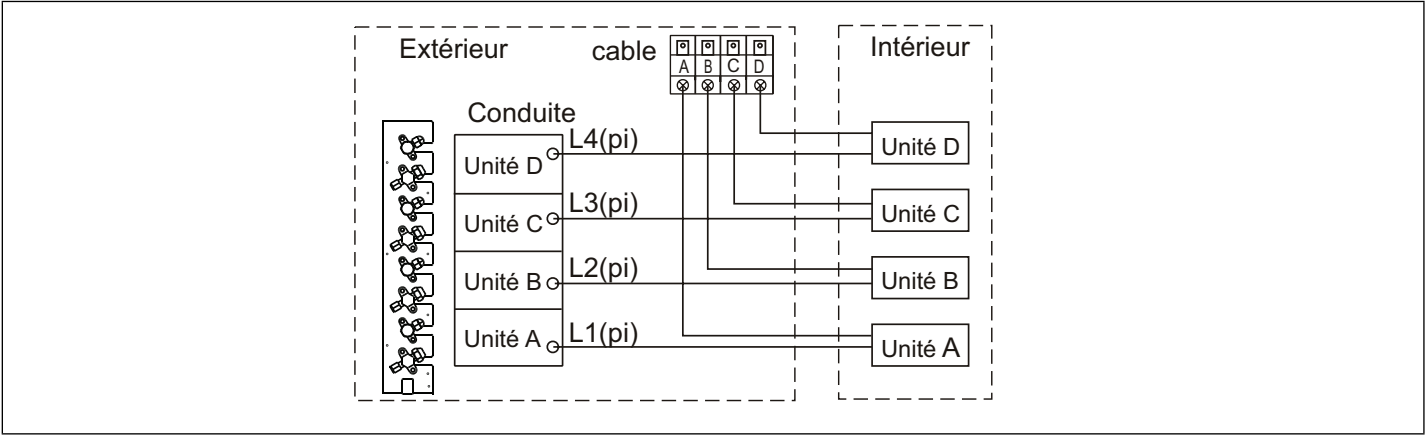 Extérieur
cable
A B C D
Intérieur
Conduite
Unité D
L4(pi)
Unité D
Unité C
L3(pi)
Unité C
Unité B
L2(pi)
Unité B
Unité A
L1(pi)
Unité A